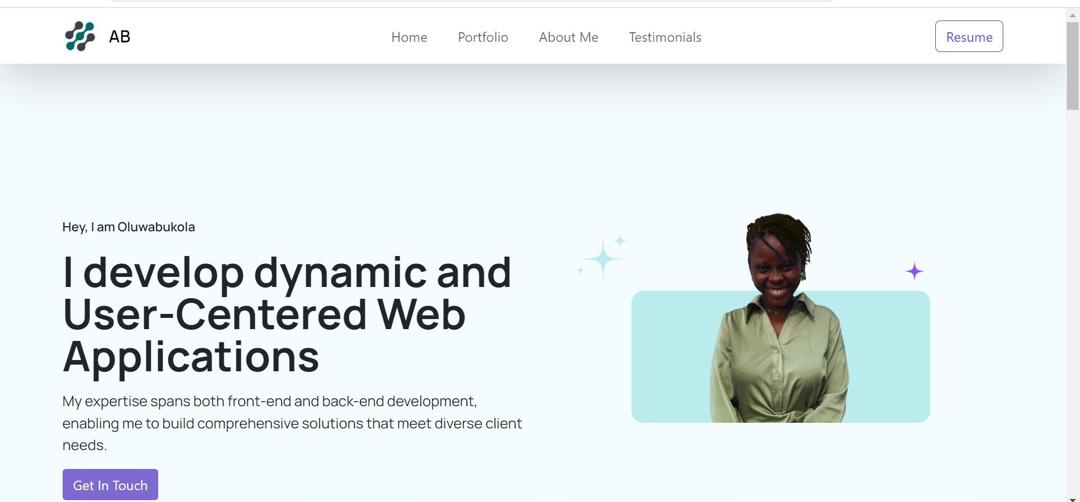 AB
Home
Portfolio
About Me
Testimonials
Resume
Hey, I am Oluwabukola
I develop dynamic and
User-Centered Web
Applications
My expertise spans both front-end and back-end development,
enabling me to build comprehensive solutions that meet diverse client
needs.
Get In Touch